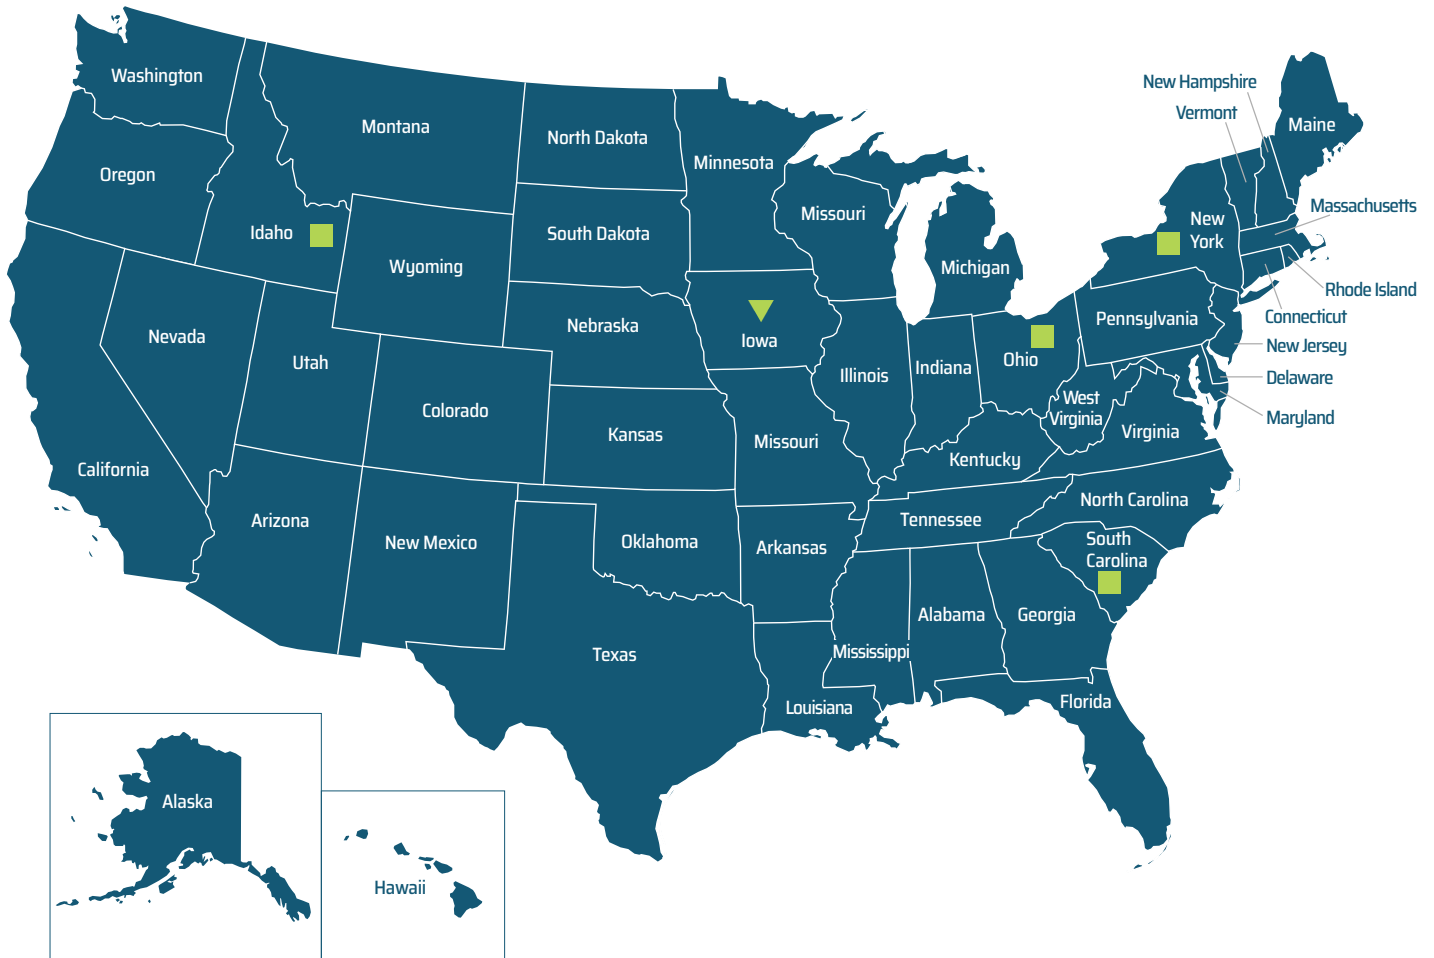 New Hampshire
Washington
Vermont
Maine
Montana
North Dakota
Minnesota
Oregon
Massachusetts
Missouri
New
York
Idaho
South Dakota
Wyoming
Michigan
Rhode Island
Connecticut
Pennsylvania
Nebraska
Nevada
Iowa
New Jersey
Utah
Ohio
Indiana
Illinois
Delaware
West
Virginia
Colorado
Maryland
Kansas
Virginia
Missouri
California
Kentucky
North Carolina
Arizona
Tennessee
New Mexico
Oklahoma
Arkansas
South
Carolina
Alabama
Georgia
Texas
Mississippi
Louisiana
Florida
Alaska
Hawaii